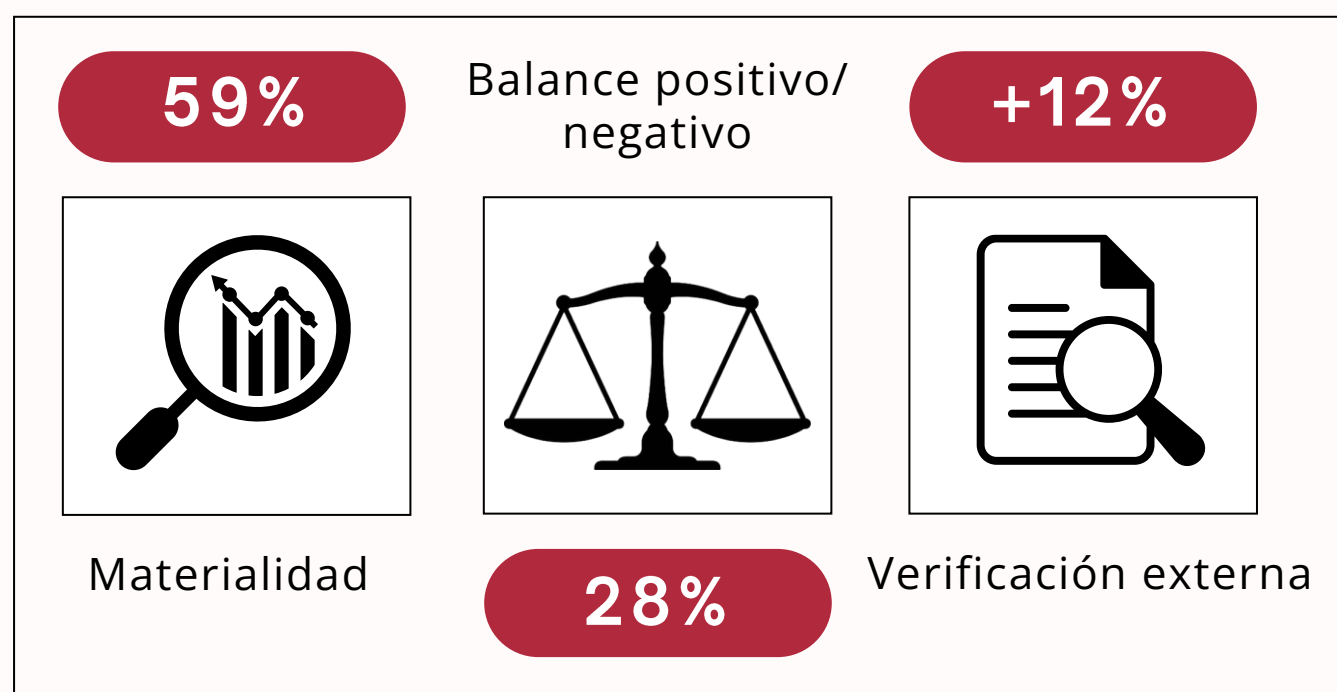 59%
Balance positivo/
negativo
+12%
Materialidad
28%
Verificación externa